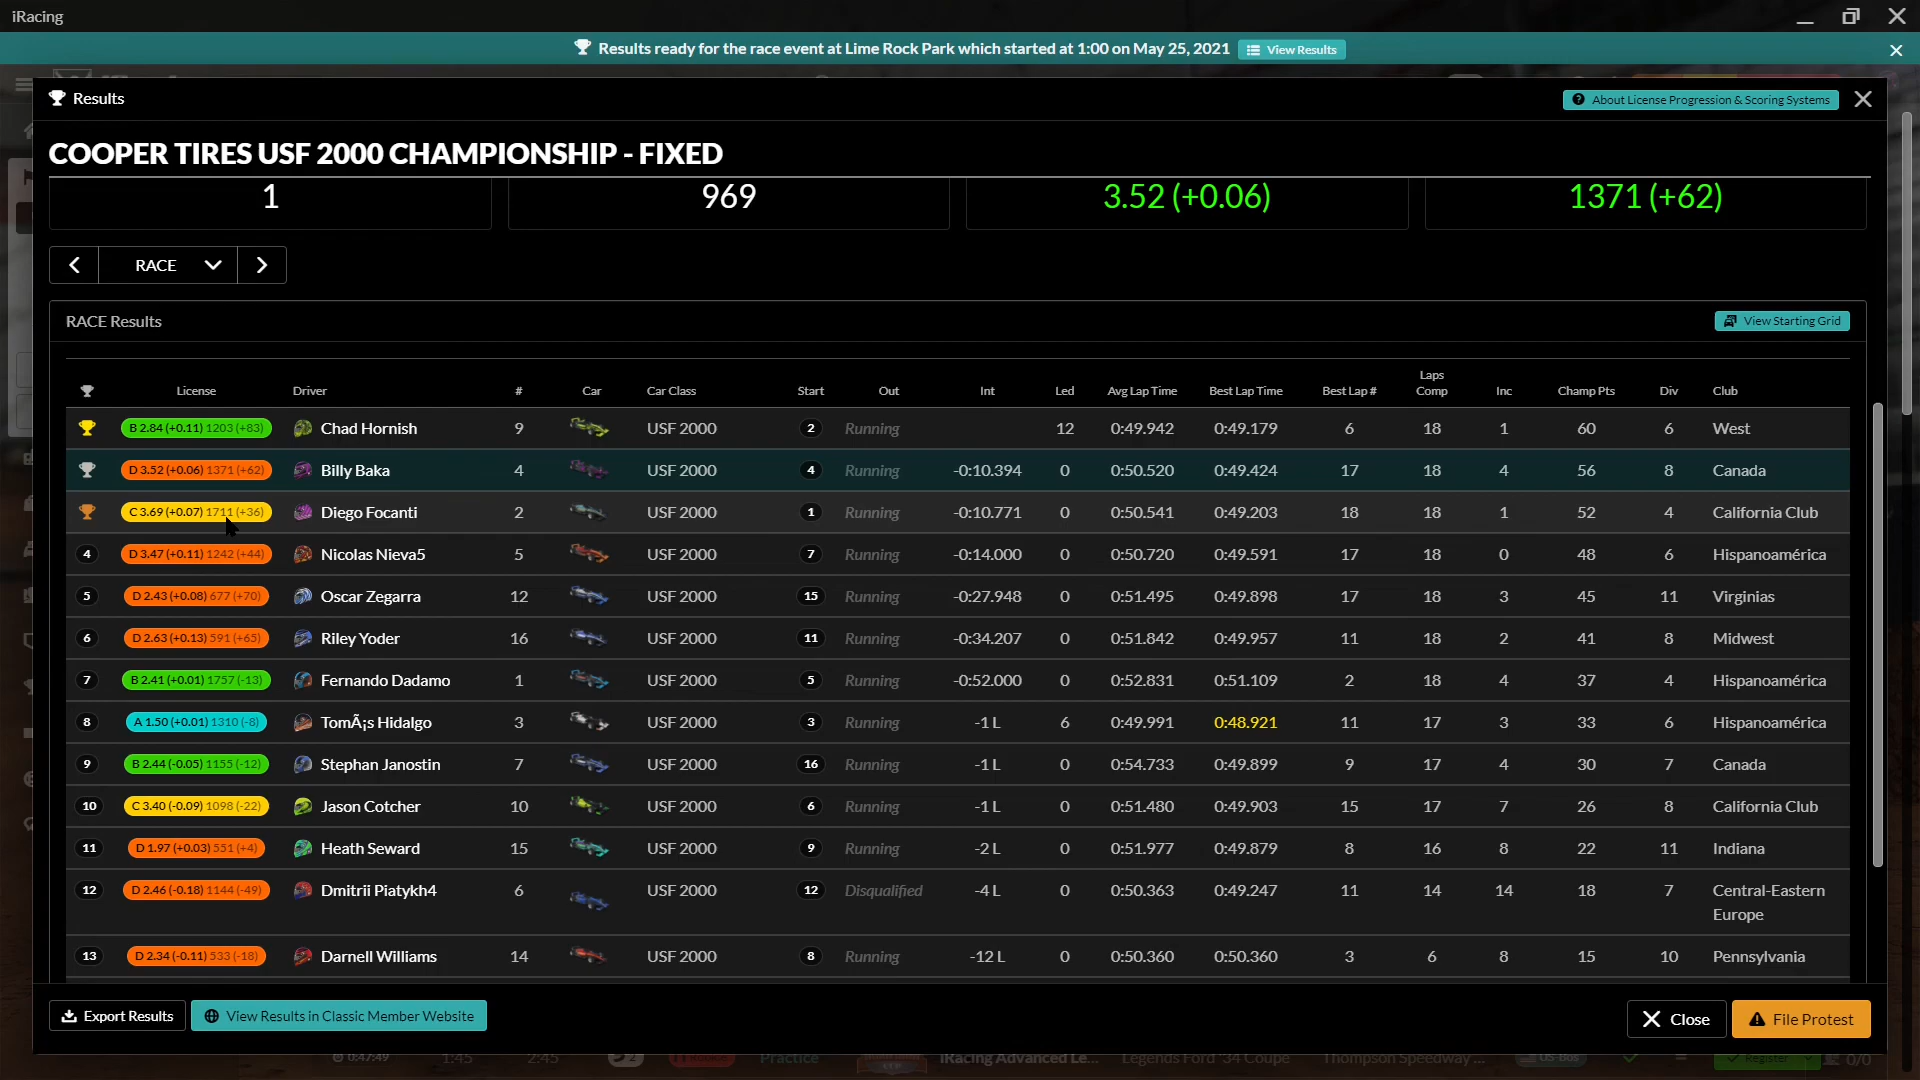 iRacing
Results ready for the race event at Lime Rock Park which started at 1:00 on May 25, 2021 View Results
Results About License Progression & Scoring Systems
COOPER TIRES USF 2000 CHAMPIONSHIP - FIXED
1 969 3.52 (+0.06) 1371 (+62)
RACE
RACE Results View Starting Grid
License Driver # Car Car Class Start Out Int Led Avg Lap Time Best Lap Time Best Lap # Laps Comp Inc Champ Pts Div Club
B 2.84 (+0.11) 1203 (+83) Chad Hornish 9 USF 2000 2 Running 12 0:49.942 0:49.179 6 18 1 60 6 West
D 3.52 (+0.06) 1371 (+62) Billy Baka 4 USF 2000 4 Running -0:10.394 0 0:50.520 0:49.424 17 18 4 56 8 Canada
C 3.69 (+0.07) 1711 (+36) Diego Focanti 2 USF 2000 1 Running -0:10.771 0 0:50.541 0:49.203 18 18 1 52 4 California Club
4 D 3.47 (+0.11) 1242 (+44) Nicolas Nieva5 5 USF 2000 7 Running -0:14.000 0 0:50.720 0:49.591 17 18 0 48 6 Hispanoamérica
5 D 2.43 (+0.08) 677 (+70) Oscar Zegarra 12 USF 2000 15 Running -0:27.948 0 0:51.495 0:49.898 17 18 3 45 11 Virginias
6 D 2.63 (+0.13) 591 (+65) Riley Yoder 16 USF 2000 11 Running -0:34.207 0 0:51.842 0:49.957 11 18 2 41 8 Midwest
7 B 2.41 (+0.01) 1757 (-13) Fernando Dadamo 1 USF 2000 5 Running -0:52.000 0 0:52.831 0:51.109 2 18 4 37 4 Hispanoamérica
8 A 1.50 (+0.01) 1310 (-8) TomÃ¡s Hidalgo 3 USF 2000 3 Running -1 L 6 0:49.991 0:48.921 11 17 3 33 6 Hispanoamérica
9 B 2.44 (-0.05) 1155 (-12) Stephan Janostin 7 USF 2000 16 Running -1 L 0 0:54.733 0:49.899 9 17 4 30 7 Canada
10 C 3.40 (-0.09) 1098 (-22) Jason Cotcher 10 USF 2000 6 Running -1 L 0 0:51.480 0:49.903 15 17 7 26 8 California Club
11 D 1.97 (+0.03) 551 (+4) Heath Seward 15 USF 2000 9 Running -2 L 0 0:51.977 0:49.879 8 16 8 22 11 Indiana
12 D 2.46 (-0.18) 1144 (-49) Dmitrii Piatykh4 6 USF 2000 12 Disqualified -4 L 0 0:50.363 0:49.247 11 14 14 18 7 Central-Eastern Europe
13 D 2.34 (-0.11) 533 (-18) Darnell Williams 14 USF 2000 8 Running -12 L 0 0:50.360 0:50.360 3 6 8 15 10 Pennsylvania
Export Results View Results in Classic Member Website Close File Protest
0:47:49 1:45 2:45 2 Practice iRacing Advanced Le... Legends Ford '34 Coupe Thompson Speedway ... US-Bos Register 0/0